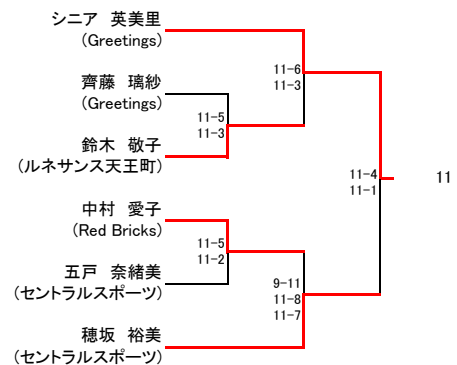 シニア　英美里
(Greetings)
11-6
11-3
齊藤　璃紗
(Greetings)
11-5
11-3
鈴木　敬子
(ルネサンス天王町)
11-4
11-1
11
中村　愛子
(Red Bricks)
11-5
11-2
五戸　奈緒美
(セントラルスポーツ)
9-11
11-8
11-7
穂坂　裕美
(セントラルスポーツ)